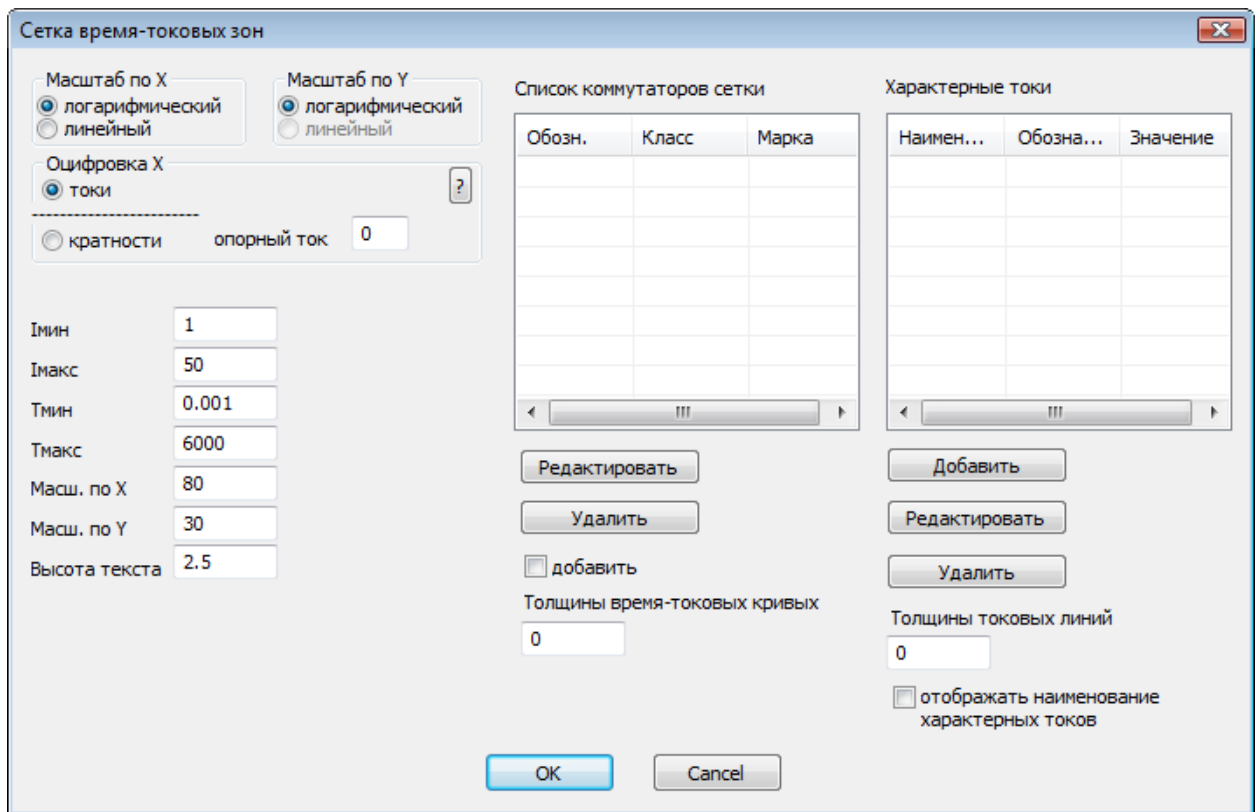 Сетка время-токовых зон
Масштаб по X
логарифмический
линейный
Масштаб по Y
логарифмический
линейный
Оцифровка X
токи
?
-------------------------
кратности опорный ток 0
Iмин 1
Iмакс 50
Tмин 0.001
Tмакс 6000
Масш. по X 80
Масш. по Y 30
Высота текста 2.5
Список коммутаторов сетки
Обозн. Класс Марка
Редактировать
Удалить
добавить
Толщины время-токовых кривых
0
Характерные токи
Наимен... Обозна... Значение
Добавить
Редактировать
Удалить
Толщины токовых линий
0
отображать наименование
характерных токов
OK Cancel